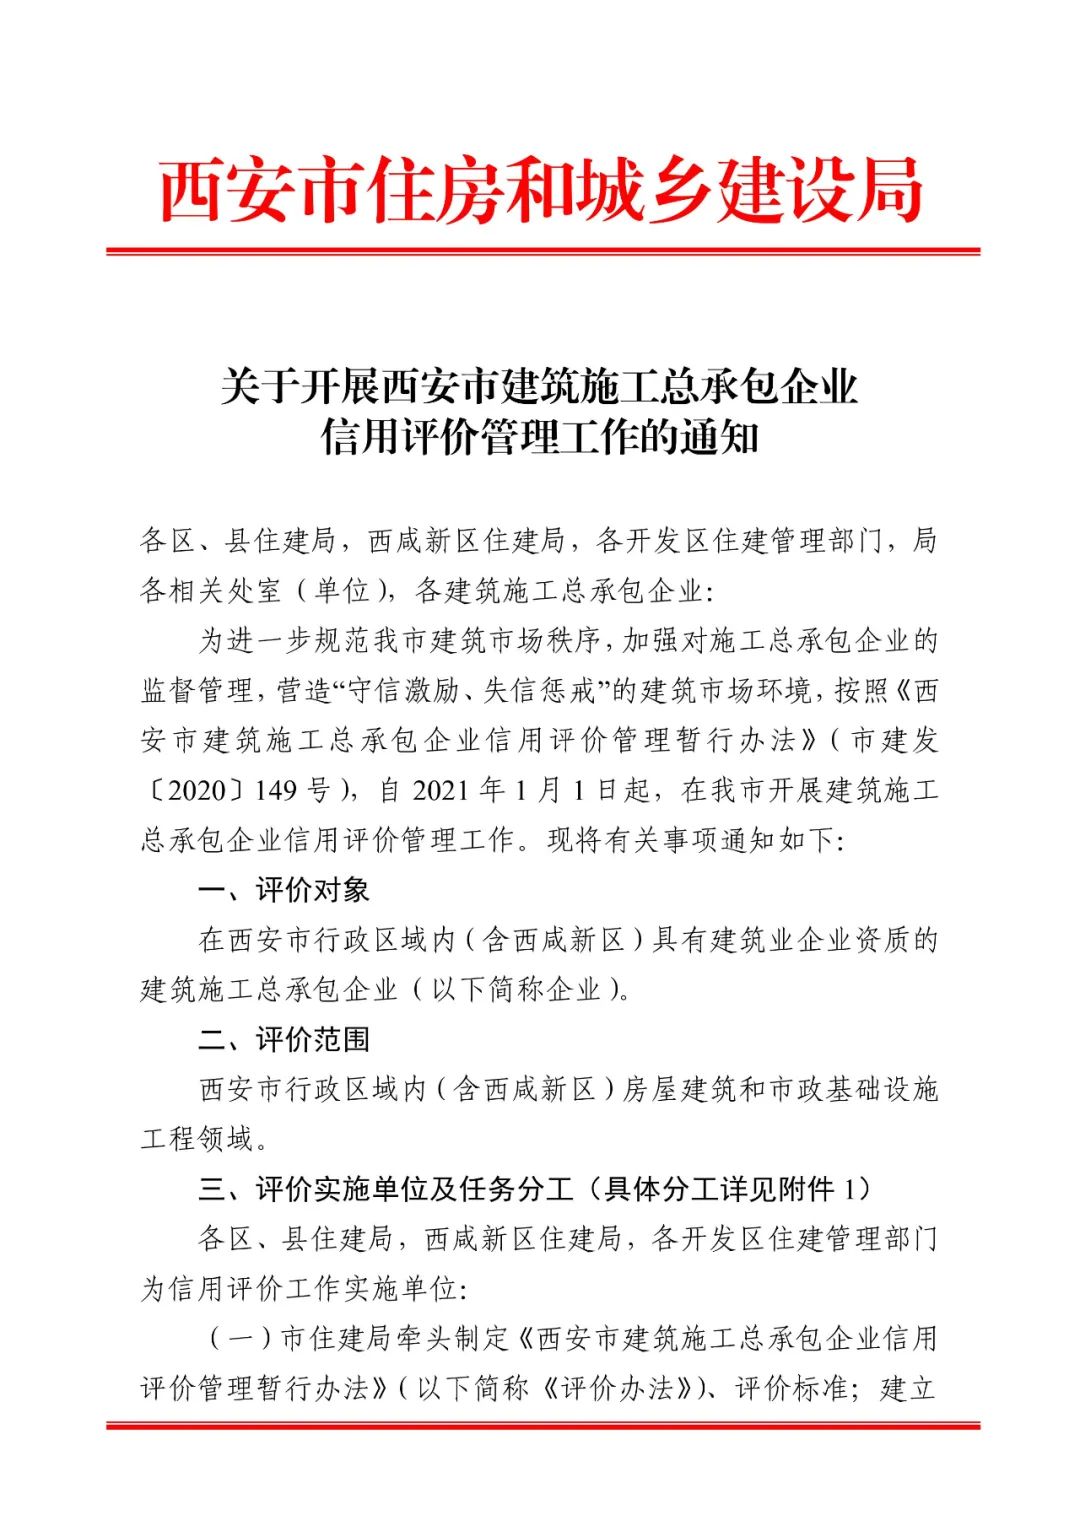 西安市住房和城乡建设局
关于开展西安市建筑施工总承包企业
信用评价管理工作的通知
各区、县住建局，西咸新区住建局，各开发区住建管理部门，局
各相关处室（单位），各建筑施工总承包企业：
为进一步规范我市建筑市场秩序，加强对施工总承包企业的
监督管理，营造“守信激励、失信惩戒”的建筑市场环境，按照《西
安市建筑施工总承包企业信用评价管理暂行办法》（市建发
〔2020〕149 号），自 2021 年 1 月 1 日起，在我市开展建筑施工
总承包企业信用评价管理工作。现将有关事项通知如下：
一、评价对象
在西安市行政区域内（含西咸新区）具有建筑业企业资质的
建筑施工总承包企业（以下简称企业）。
二、评价范围
西安市行政区域内（含西咸新区）房屋建筑和市政基础设施
工程领域。
三、评价实施单位及任务分工（具体分工详见附件 1）
各区、县住建局，西咸新区住建局，各开发区住建管理部门
为信用评价工作实施单位：
（一）市住建局牵头制定《西安市建筑施工总承包企业信用
评价管理暂行办法》（以下简称《评价办法》）、评价标准；建立